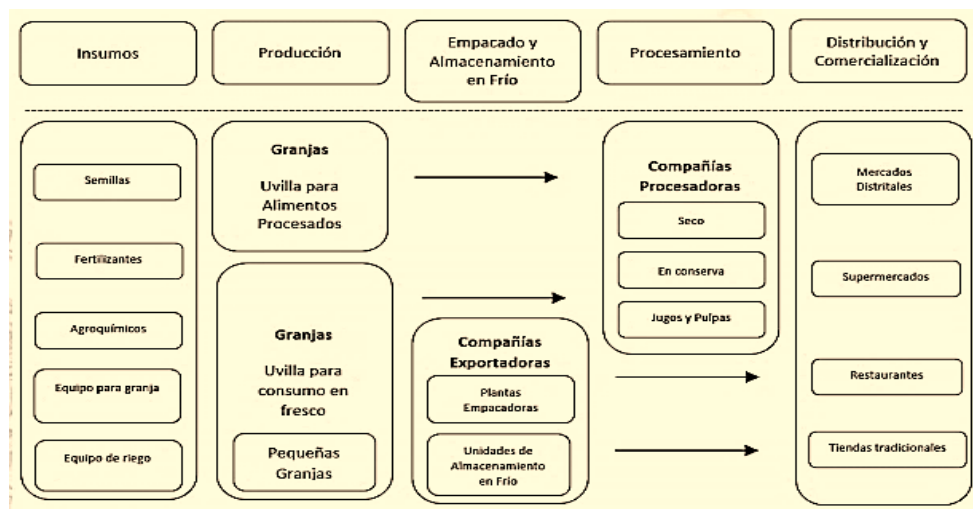 Insumos
Producción
Empacado y
Almacenamiento
en Frío
Procesamiento
Distribución y
Comercialización
Semillas
Fertilizantes
Agroquímicos
Equipo para granja
Equipo de riego
Granjas
Uvilla para
Alimentos
Procesados
Granjas
Uvilla para
consumo en
fresco
Pequeñas
Granjas
Compañías
Exportadoras
Plantas
Empacadoras
Unidades de
Almacenamiento
en Frío
Compañías
Procesadoras
Seco
En conserva
Jugos y Pulpas
Mercados
Distritales
Supermercados
Restaurantes
Tiendas tradicionales